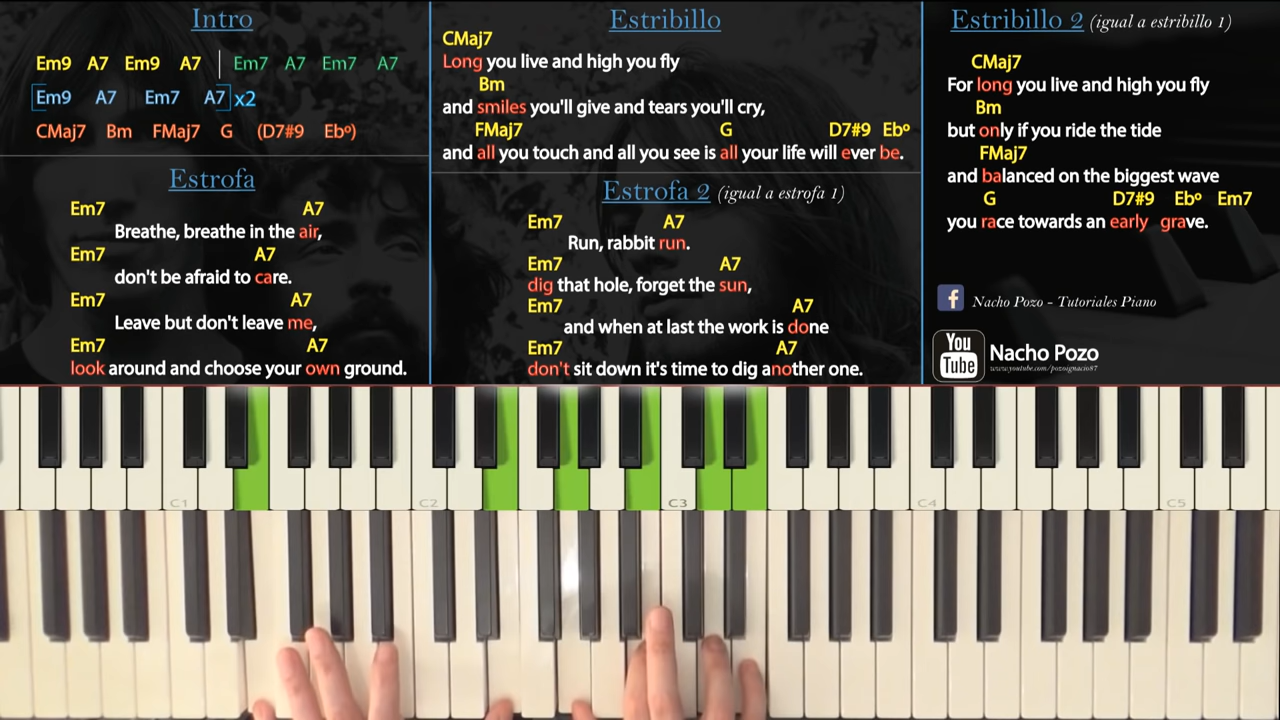 Intro
Em9 A7 Em9 A7 | Em7 A7 Em7 A7
[Em9 A7 Em7 A7] x2
CMaj7 Bm FMaj7 G (D7#9 Ebº)
Estrofa
Em7 A7
Breathe, breathe in the air,
Em7 A7
don't be afraid to care.
Em7 A7
Leave but don't leave me,
Em7 A7
look around and choose your own ground.
Estribillo
CMaj7
Long you live and high you fly
Bm
and smiles you'll give and tears you'll cry,
FMaj7 G D7#9 Ebº
and all you touch and all you see is all your life will ever be.
Estrofa 2 (igual a estrofa 1)
Em7 A7
Run, rabbit run.
Em7 A7
dig that hole, forget the sun,
Em7 A7
and when at last the work is done
Em7 A7
don't sit down it's time to dig another one.
Estribillo 2 (igual a estribillo 1)
CMaj7
For long you live and high you fly
Bm
but only if you ride the tide
FMaj7
and balanced on the biggest wave
G D7#9 Ebº Em7
you race towards an early grave.
f Nacho Pozo - Tutoriales Piano
You Tube Nacho Pozo
www.youtube.com/pozoignacio87
C1 C2 C3 C4 C5